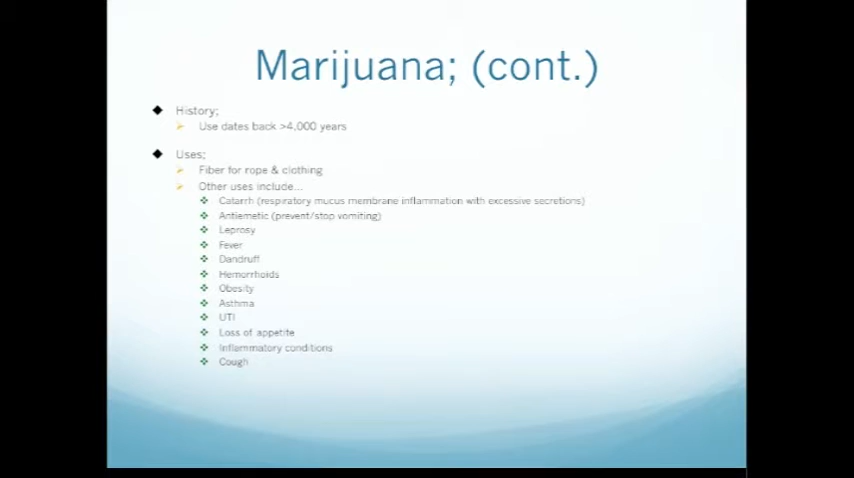 Marijuana; (cont.)
History;
Use dates back >4,000 years
Uses;
Fiber for rope & clothing
Other uses include...
Catarrh (respiratory mucus membrane inflammation with excessive secretions)
Antiemetic (prevent/stop vomiting)
Leprosy
Fever
Dandruff
Hemorrhoids
Obesity
Asthma
UTI
Loss of appetite
Inflammatory conditions
Cough